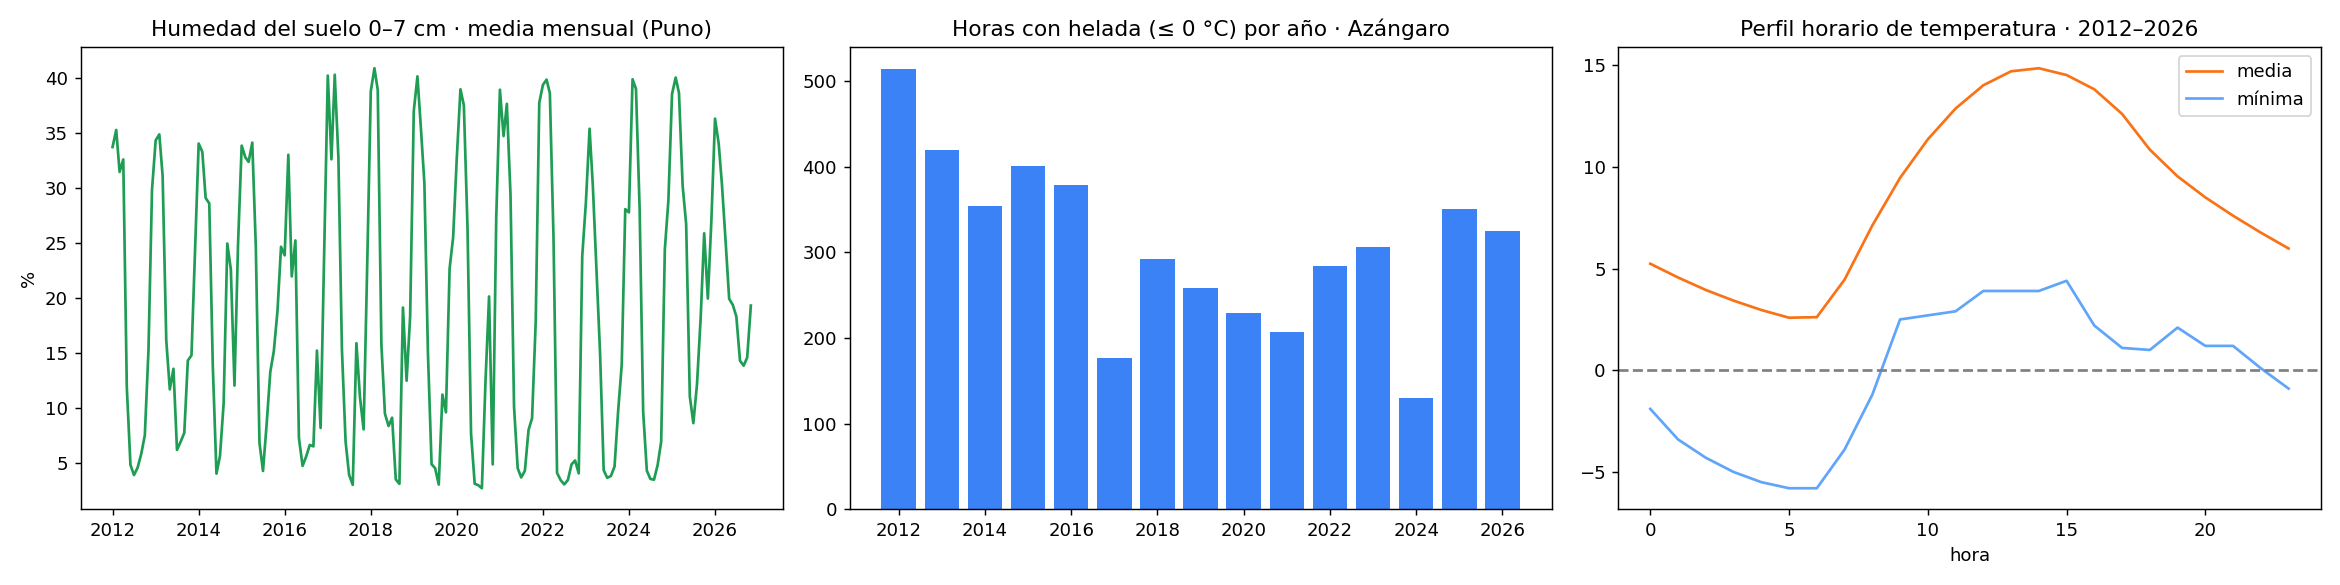 Humedad del suelo 0–7 cm · media mensual (Puno)
40
35
30
25
20
15
10
5
%
2012 2014 2016 2018 2020 2022 2024 2026
Horas con helada (≤ 0 °C) por año · Azángaro
500
400
300
200
100
0
2012 2014 2016 2018 2020 2022 2024 2026
Perfil horario de temperatura · 2012–2026
media
mínima
15
10
5
0
−5
0 5 10 15 20
hora